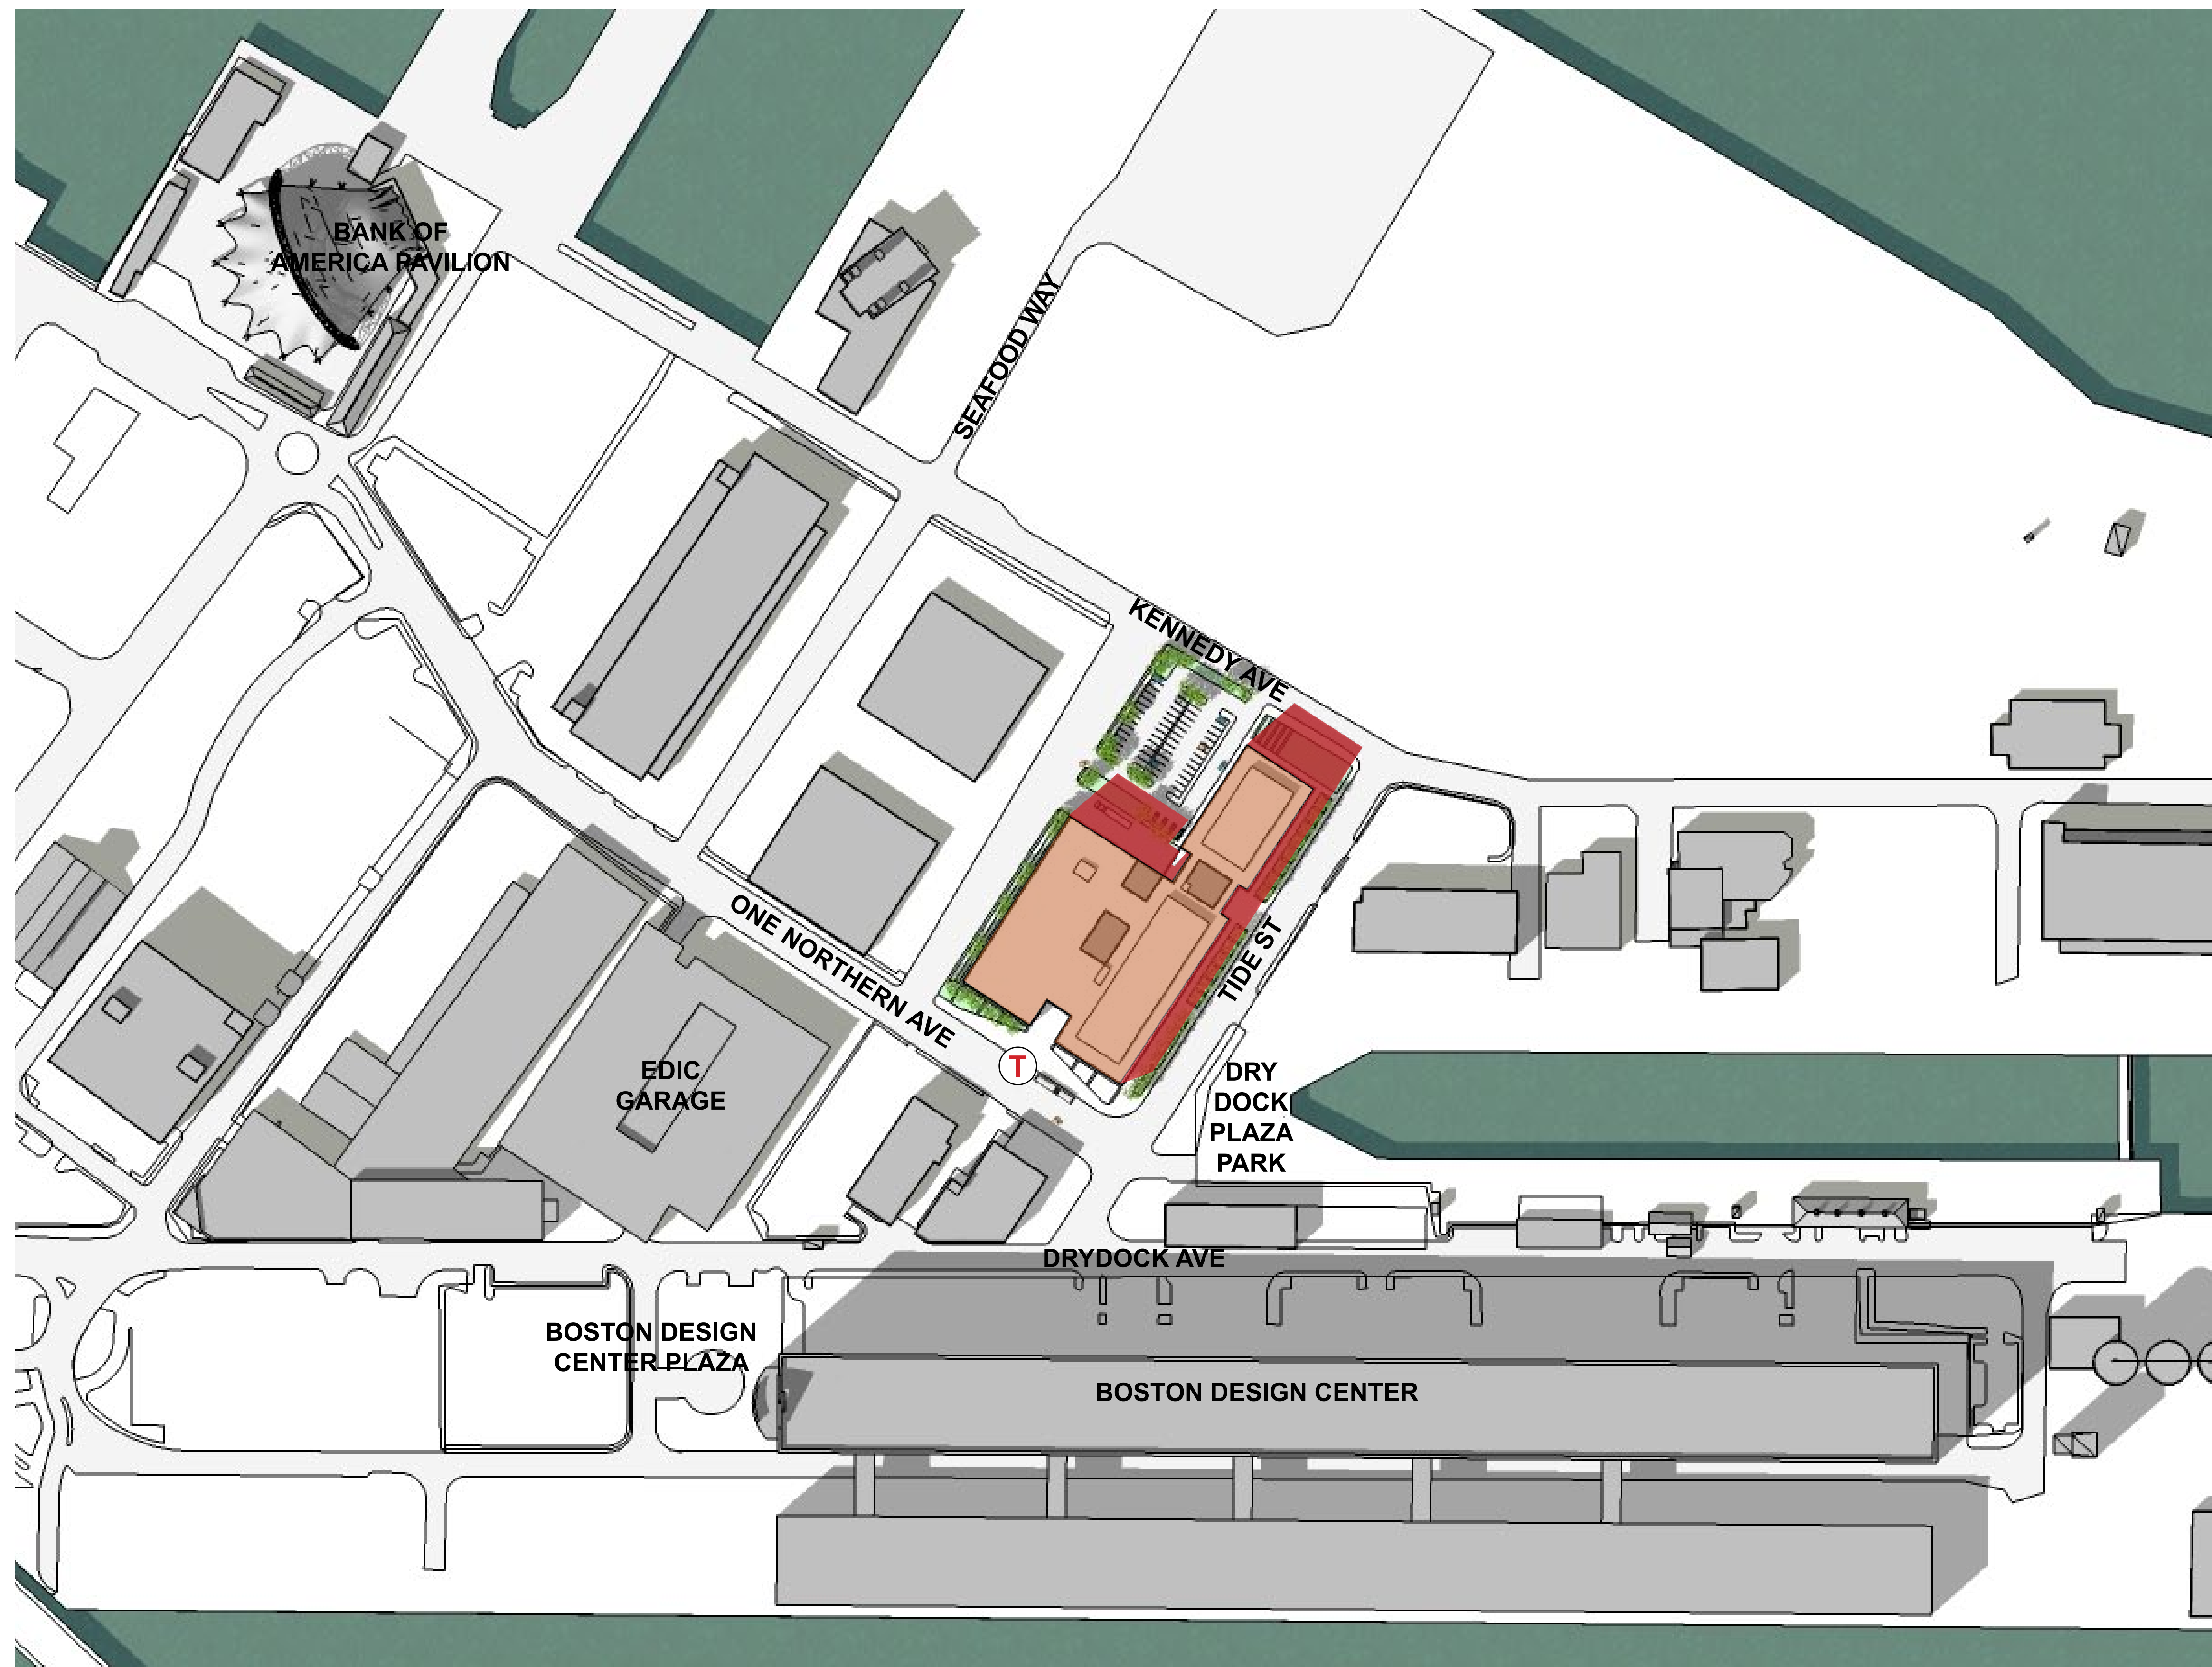 BANK OF
AMERICA PAVILION
SEAFOOD WAY
KENNEDY AVE
ONE NORTHERN AVE
TIDE ST
T
EDIC
GARAGE
DRY
DOCK
PLAZA
PARK
DRYDOCK AVE
BOSTON DESIGN
CENTER PLAZA
BOSTON DESIGN CENTER